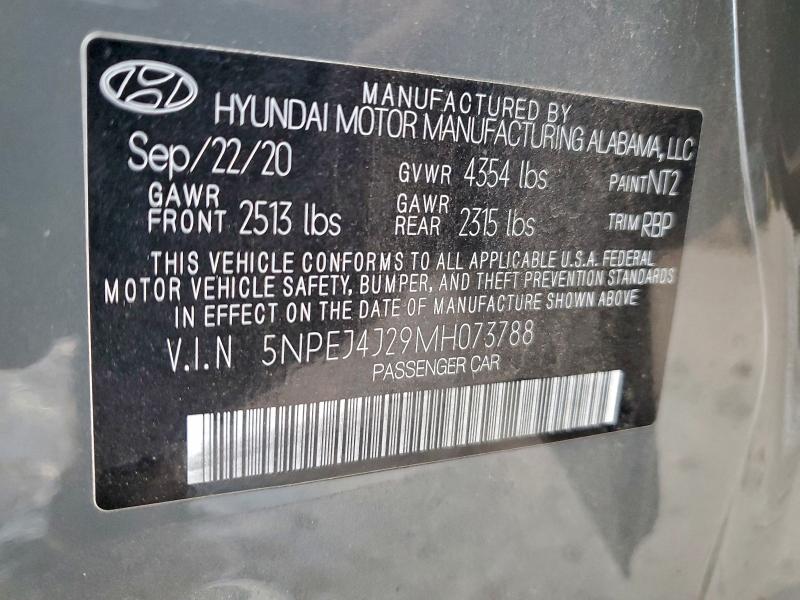 MANUFACTURED BY
HYUNDAI MOTOR MANUFACTURING ALABAMA, LLC
Sep/22/20 GVWR 4354 lbs PAINT NT2
GAWR FRONT 2513 lbs GAWR REAR 2315 lbs TRIM RBP
THIS VEHICLE CONFORMS TO ALL APPLICABLE U.S.A. FEDERAL
MOTOR VEHICLE SAFETY, BUMPER, AND THEFT PREVENTION STANDARDS
IN EFFECT ON THE DATE OF MANUFACTURE SHOWN ABOVE
V.I.N 5NPEJ4J29MH073788
PASSENGER CAR